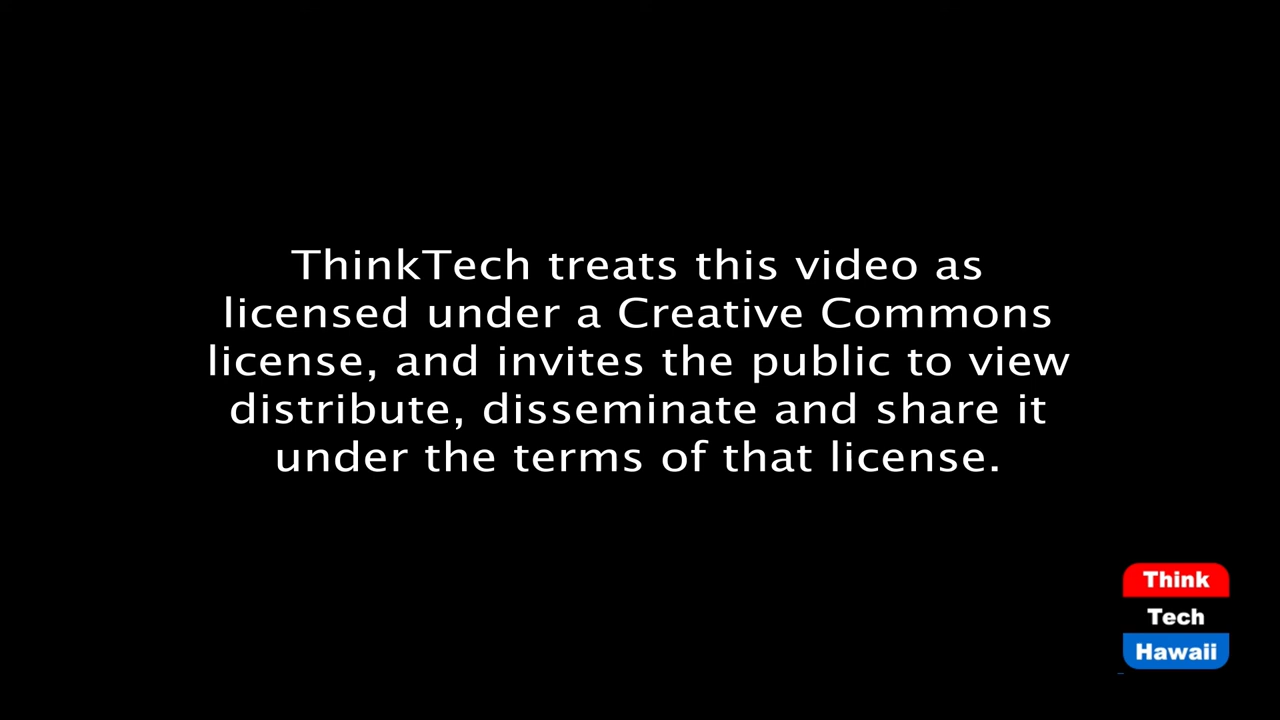 ThinkTech treats this video as
licensed under a Creative Commons
license, and invites the public to view
distribute, disseminate and share it
under the terms of that license.
Think
Tech
Hawaii